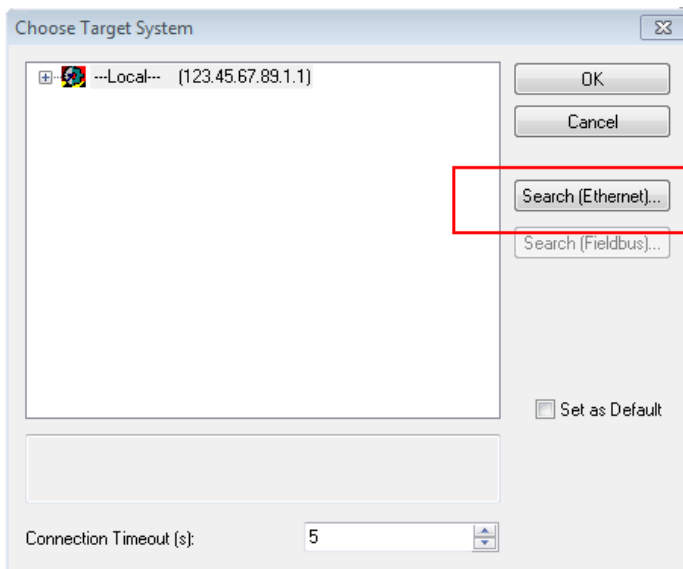 Choose Target System
---Local--- (123.45.67.89.1.1)
OK
Cancel
Search (Ethernet)...
Search (Fieldbus)...
Set as Default
Connection Timeout (s):
5